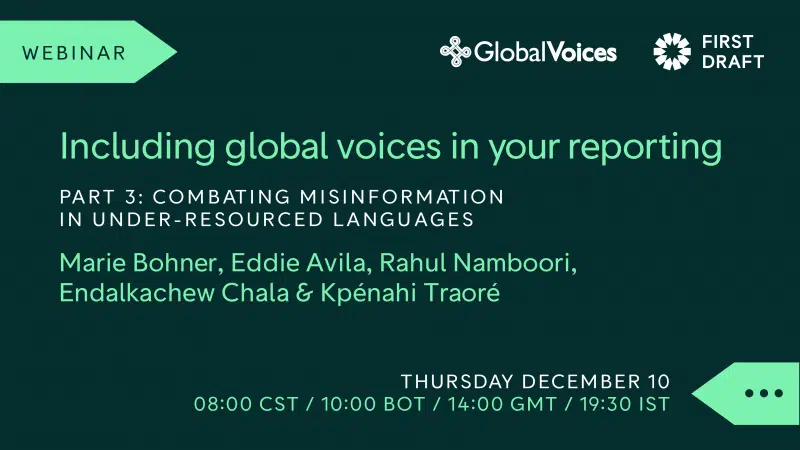 WEBINAR
GlobalVoices
FIRST
DRAFT
Including global voices in your reporting
PART 3: COMBATING MISINFORMATION
IN UNDER-RESOURCED LANGUAGES
Marie Bohner, Eddie Avila, Rahul Namboori,
Endalkachew Chala & Kpénahi Traoré
THURSDAY DECEMBER 10
08:00 CST / 10:00 BOT / 14:00 GMT / 19:30 IST